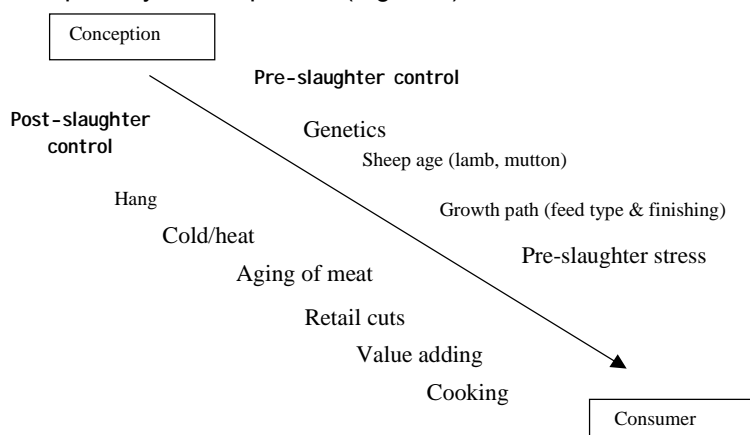 Conception
Pre-slaughter control
Genetics
Sheep age (lamb, mutton)
Growth path (feed type & finishing)
Pre-slaughter stress
Post-slaughter
control
Hang
Cold/heat
Aging of meat
Retail cuts
Value adding
Cooking
Consumer